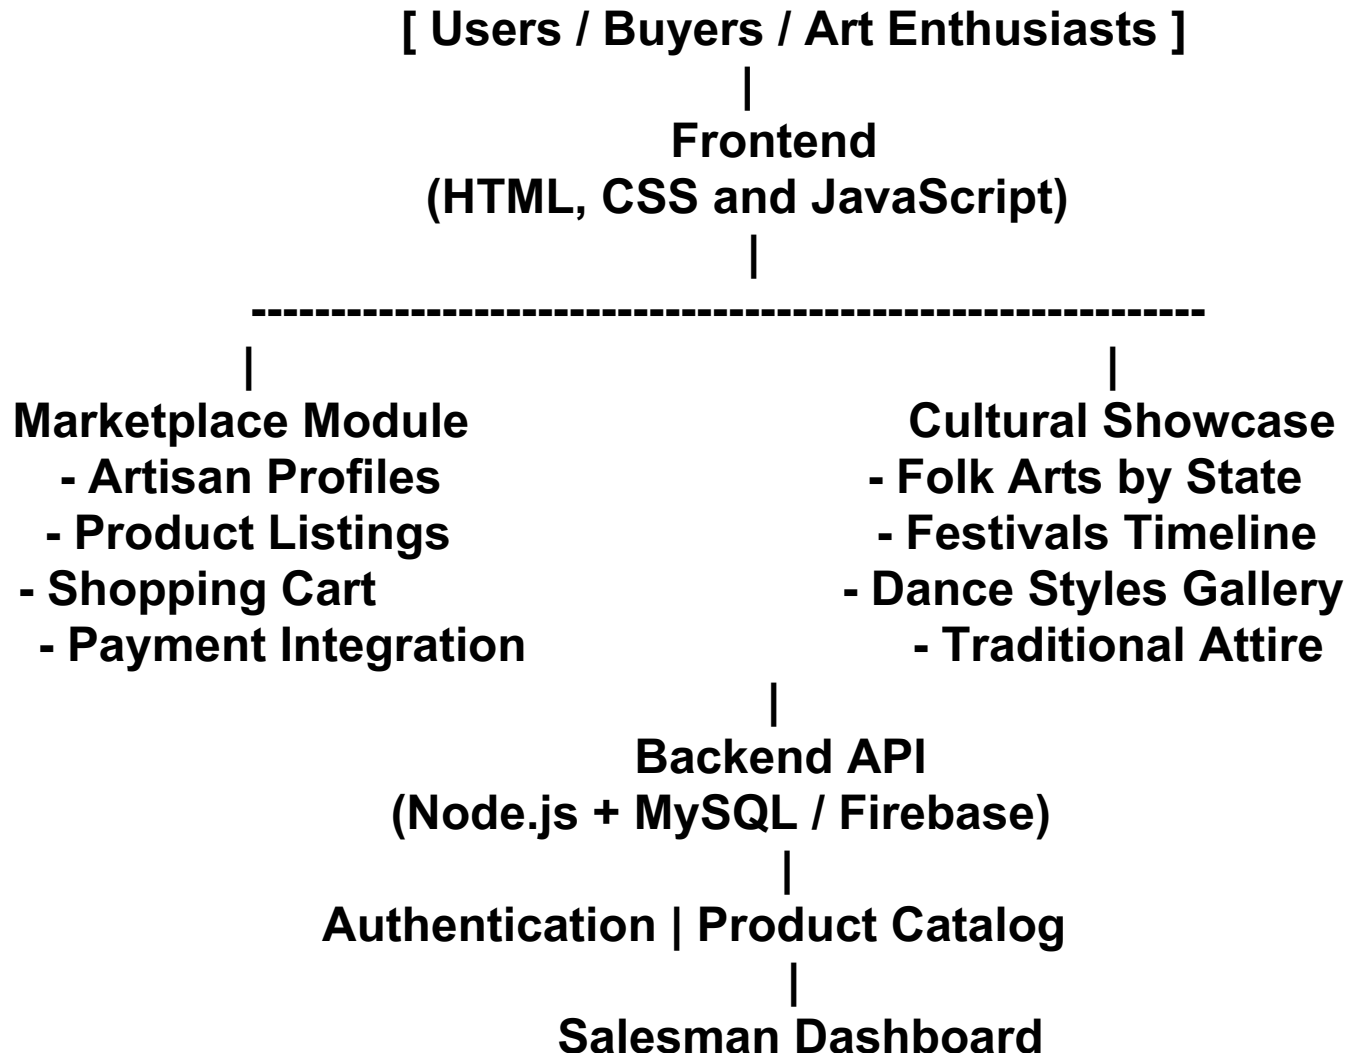 [ Users / Buyers / Art Enthusiasts ]
|
Frontend
(HTML, CSS and JavaScript)
|
------------------------------------------------------------
| |
Marketplace Module Cultural Showcase
- Artisan Profiles - Folk Arts by State
- Product Listings - Festivals Timeline
- Shopping Cart - Dance Styles Gallery
- Payment Integration - Traditional Attire
|
Backend API
(Node.js + MySQL / Firebase)
|
Authentication | Product Catalog
|
Salesman Dashboard